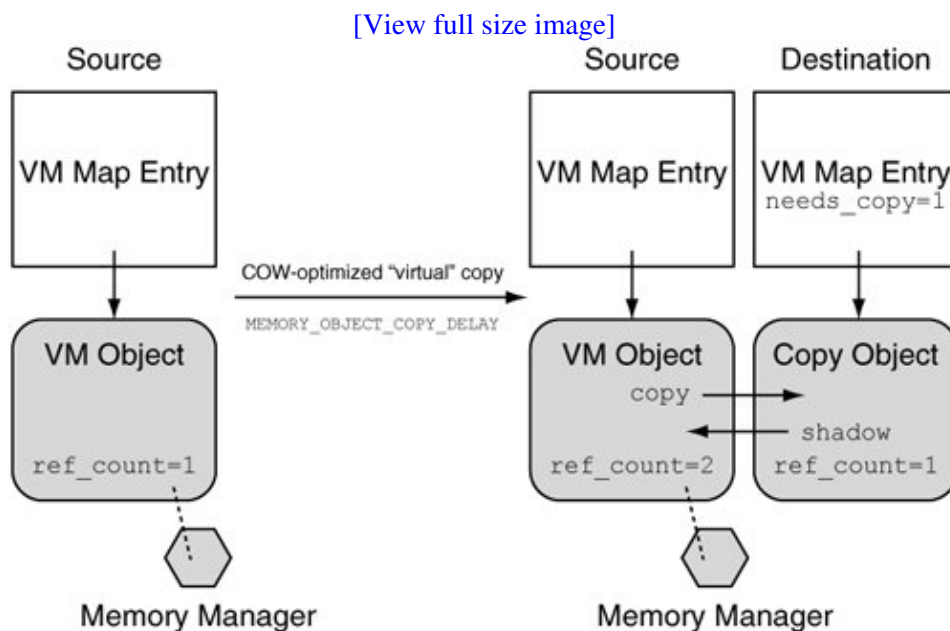 [View full size image]
Source
Source
Destination
VM Map Entry
VM Map Entry
VM Map Entry
needs_copy=1
COW-optimized “virtual” copy
MEMORY_OBJECT_COPY_DELAY
VM Object
VM Object
Copy Object
copy
shadow
ref_count=1
ref_count=2
ref_count=1
Memory Manager
Memory Manager